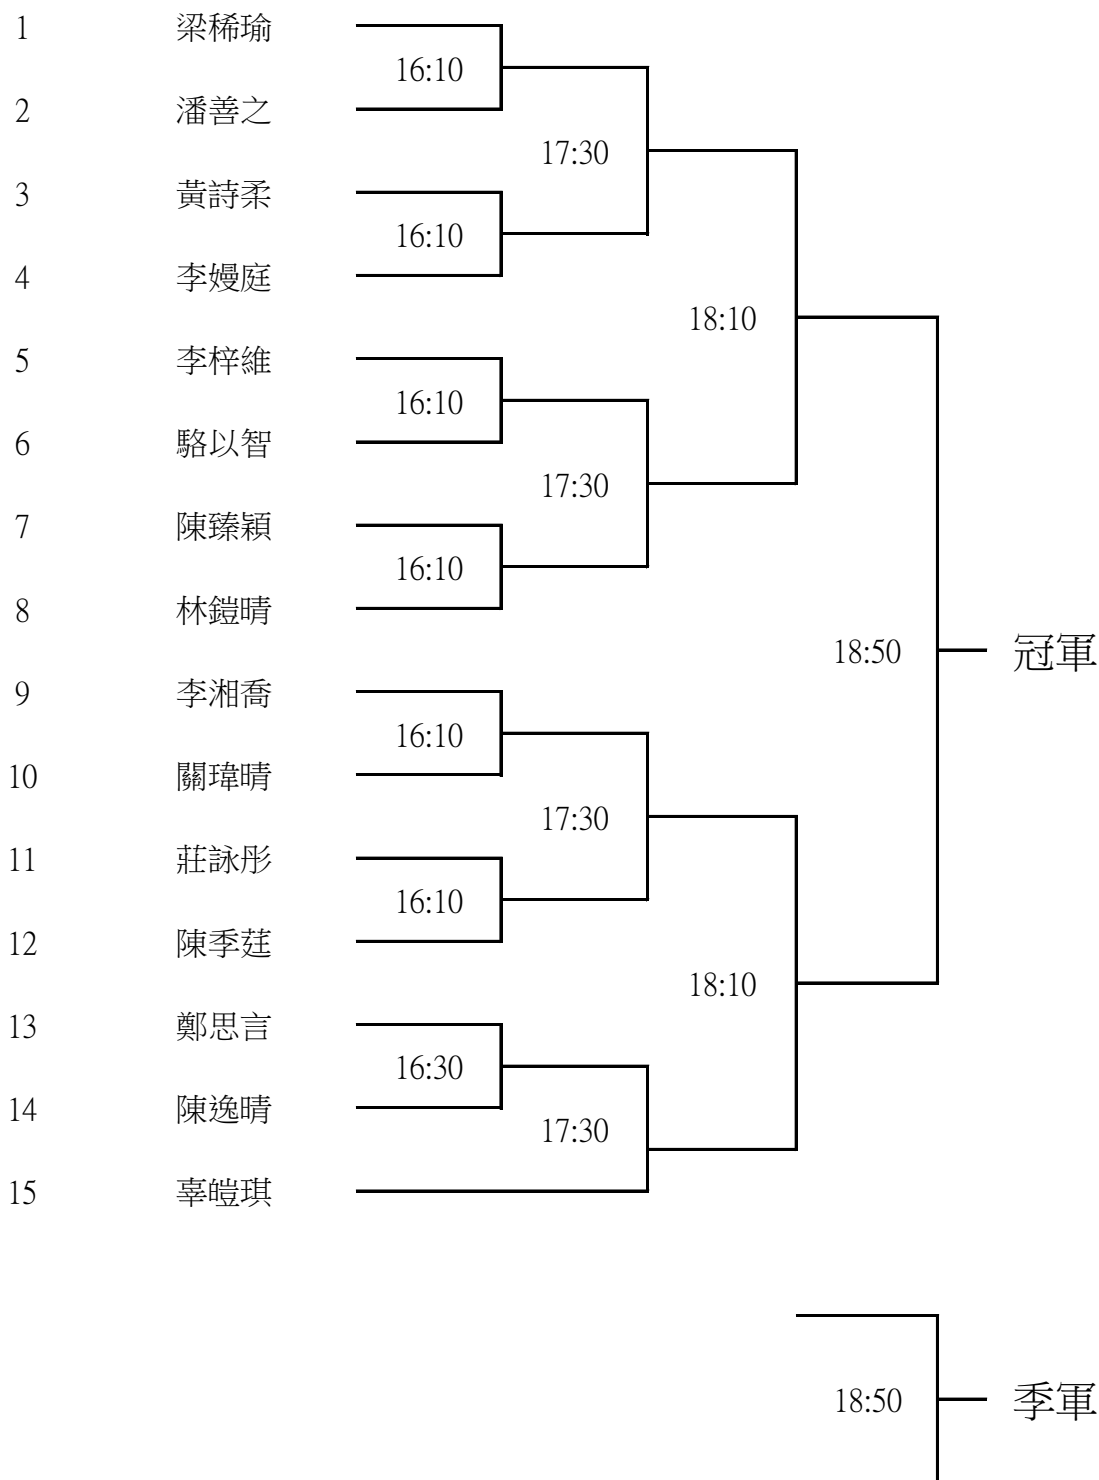 1 梁稀瑜
16:10
2 潘善之
17:30
3 黃詩柔
16:10
4 李嫚庭
18:10
5 李梓維
16:10
6 駱以智
17:30
7 陳臻穎
16:10
8 林鎧晴
18:50 冠軍
9 李湘喬
16:10
10 關瑋晴
17:30
11 莊詠彤
16:10
12 陳季莛
18:10
13 鄭思言
16:30
14 陳逸晴
17:30
15 辜皚琪
18:50 季軍